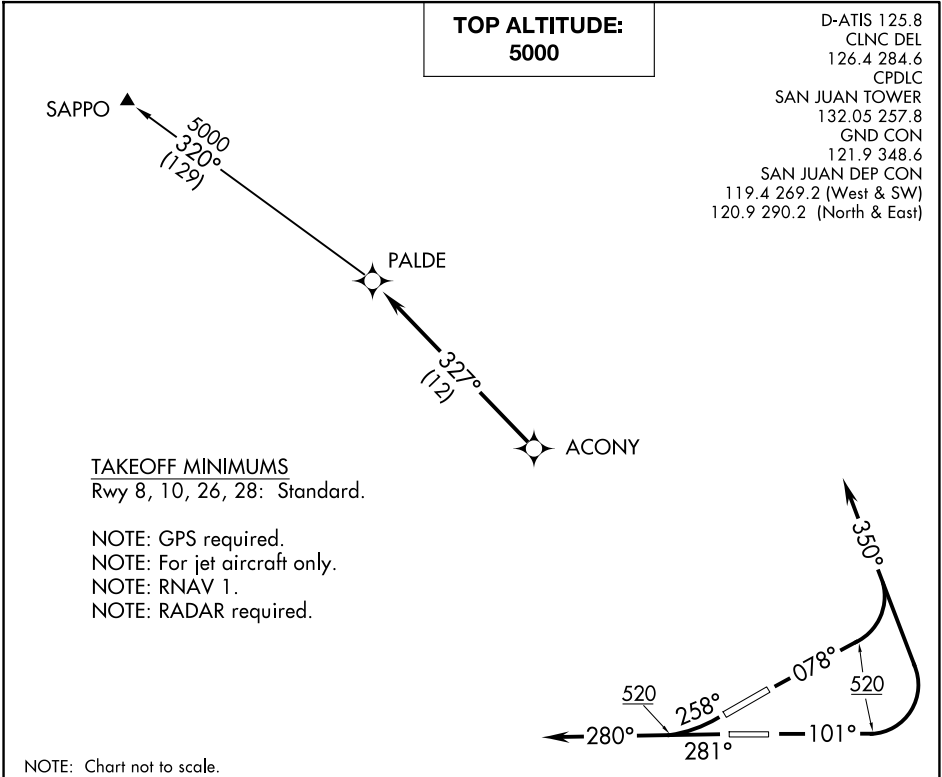 TOP ALTITUDE:
5000
D-ATIS 125.8
CLNC DEL
126.4 284.6
CPDLC
SAN JUAN TOWER
132.05 257.8
GND CON
121.9 348.6
SAN JUAN DEP CON
119.4 269.2 (West & SW)
120.9 290.2 (North & East)
SAPPO
5000
320°
(129)
PALDE
327°
(12)
ACONY
TAKEOFF MINIMUMS
Rwy 8, 10, 26, 28: Standard.
NOTE: GPS required.
NOTE: For jet aircraft only.
NOTE: RNAV 1.
NOTE: RADAR required.
350°
078°
520
520
258°
280°
281°
101°
NOTE: Chart not to scale.